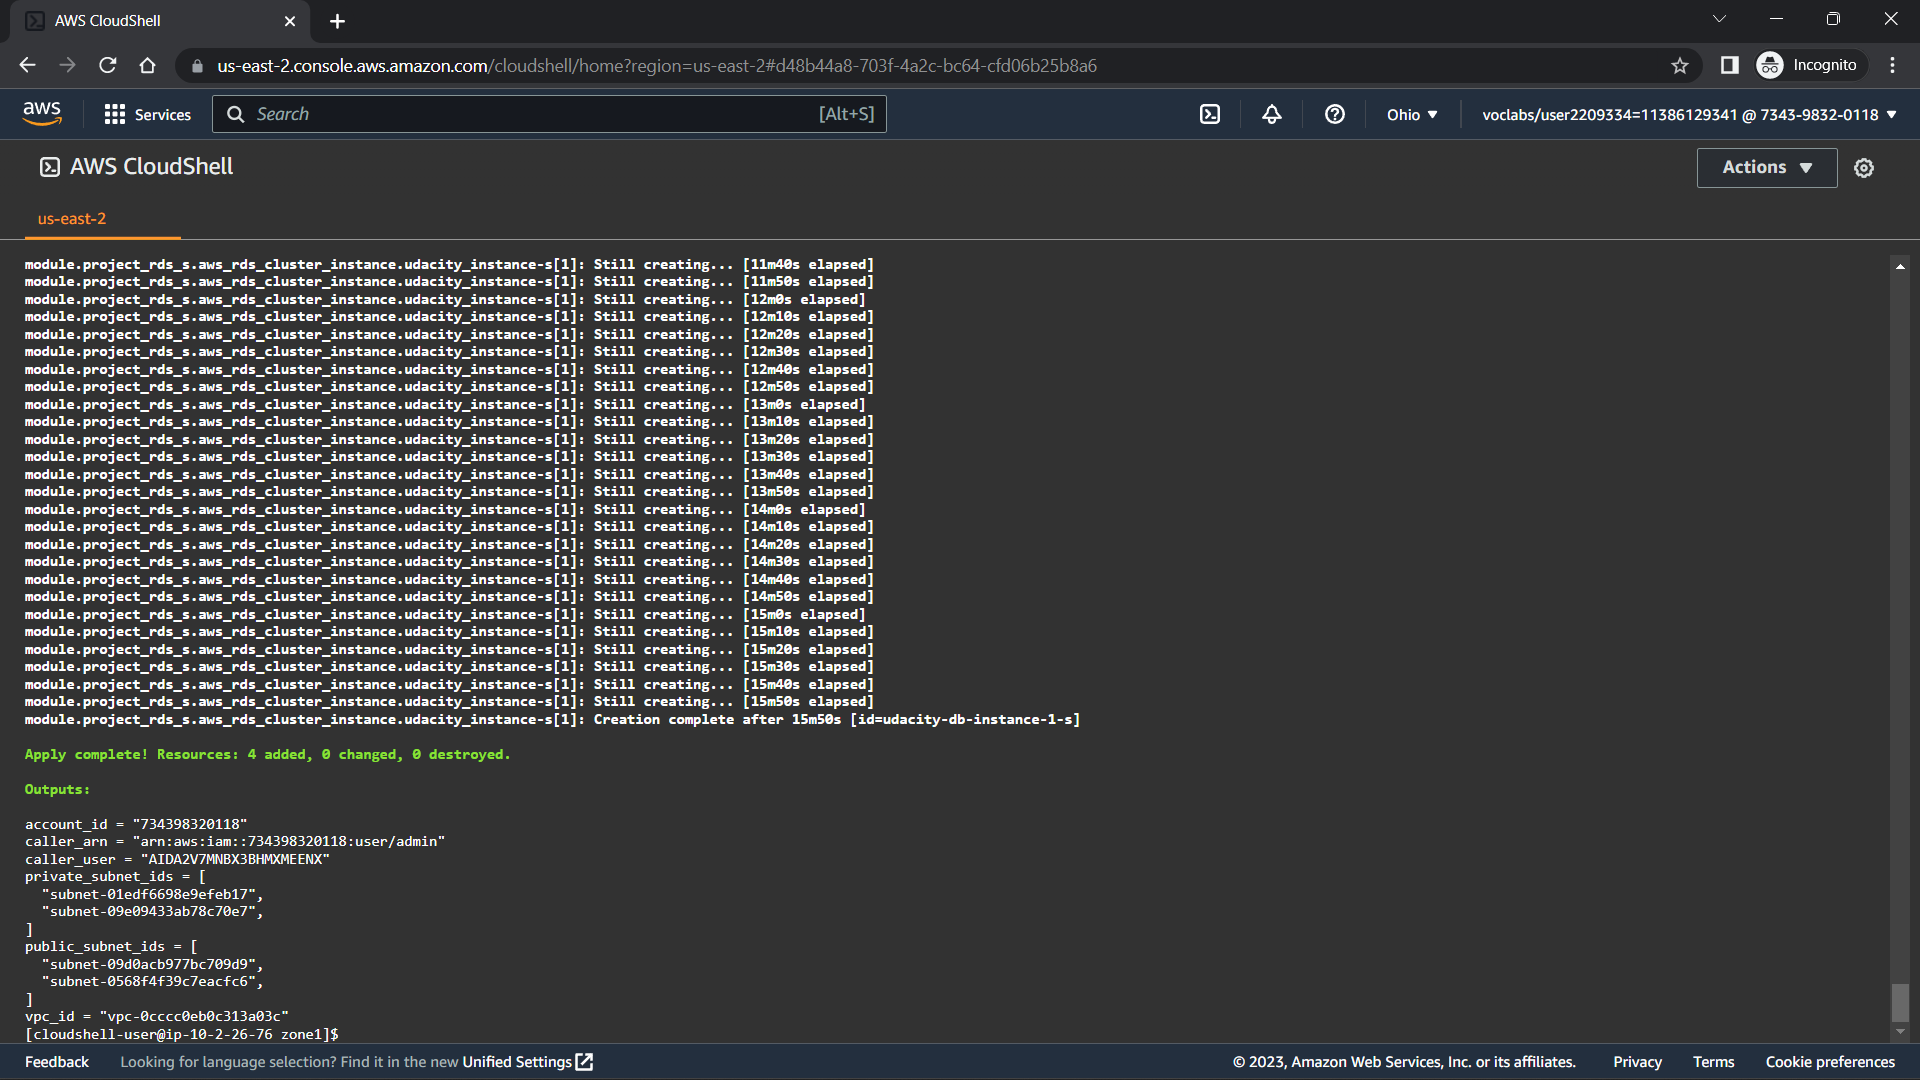 AWS CloudShell
us-east-2.console.aws.amazon.com/cloudshell/home?region=us-east-2#d48b44a8-703f-4a2c-bc64-cfd06b25b8a6
Incognito
aws
Services
Search
[Alt+S]
Ohio
voclabs/user2209334=11386129341 @ 7343-9832-0118
AWS CloudShell
Actions
us-east-2
module.project_rds_s.aws_rds_cluster_instance.udacity_instance-s[1]: Still creating... [11m40s elapsed]
module.project_rds_s.aws_rds_cluster_instance.udacity_instance-s[1]: Still creating... [11m50s elapsed]
module.project_rds_s.aws_rds_cluster_instance.udacity_instance-s[1]: Still creating... [12m0s elapsed]
module.project_rds_s.aws_rds_cluster_instance.udacity_instance-s[1]: Still creating... [12m10s elapsed]
module.project_rds_s.aws_rds_cluster_instance.udacity_instance-s[1]: Still creating... [12m20s elapsed]
module.project_rds_s.aws_rds_cluster_instance.udacity_instance-s[1]: Still creating... [12m30s elapsed]
module.project_rds_s.aws_rds_cluster_instance.udacity_instance-s[1]: Still creating... [12m40s elapsed]
module.project_rds_s.aws_rds_cluster_instance.udacity_instance-s[1]: Still creating... [12m50s elapsed]
module.project_rds_s.aws_rds_cluster_instance.udacity_instance-s[1]: Still creating... [13m0s elapsed]
module.project_rds_s.aws_rds_cluster_instance.udacity_instance-s[1]: Still creating... [13m10s elapsed]
module.project_rds_s.aws_rds_cluster_instance.udacity_instance-s[1]: Still creating... [13m20s elapsed]
module.project_rds_s.aws_rds_cluster_instance.udacity_instance-s[1]: Still creating... [13m30s elapsed]
module.project_rds_s.aws_rds_cluster_instance.udacity_instance-s[1]: Still creating... [13m40s elapsed]
module.project_rds_s.aws_rds_cluster_instance.udacity_instance-s[1]: Still creating... [13m50s elapsed]
module.project_rds_s.aws_rds_cluster_instance.udacity_instance-s[1]: Still creating... [14m0s elapsed]
module.project_rds_s.aws_rds_cluster_instance.udacity_instance-s[1]: Still creating... [14m10s elapsed]
module.project_rds_s.aws_rds_cluster_instance.udacity_instance-s[1]: Still creating... [14m20s elapsed]
module.project_rds_s.aws_rds_cluster_instance.udacity_instance-s[1]: Still creating... [14m30s elapsed]
module.project_rds_s.aws_rds_cluster_instance.udacity_instance-s[1]: Still creating... [14m40s elapsed]
module.project_rds_s.aws_rds_cluster_instance.udacity_instance-s[1]: Still creating... [14m50s elapsed]
module.project_rds_s.aws_rds_cluster_instance.udacity_instance-s[1]: Still creating... [15m0s elapsed]
module.project_rds_s.aws_rds_cluster_instance.udacity_instance-s[1]: Still creating... [15m10s elapsed]
module.project_rds_s.aws_rds_cluster_instance.udacity_instance-s[1]: Still creating... [15m20s elapsed]
module.project_rds_s.aws_rds_cluster_instance.udacity_instance-s[1]: Still creating... [15m30s elapsed]
module.project_rds_s.aws_rds_cluster_instance.udacity_instance-s[1]: Still creating... [15m40s elapsed]
module.project_rds_s.aws_rds_cluster_instance.udacity_instance-s[1]: Still creating... [15m50s elapsed]
module.project_rds_s.aws_rds_cluster_instance.udacity_instance-s[1]: Creation complete after 15m50s [id=udacity-db-instance-1-s]
Apply complete! Resources: 4 added, 0 changed, 0 destroyed.
Outputs:
account_id = "734398320118"
caller_arn = "arn:aws:iam::734398320118:user/admin"
caller_user = "AIDA2V7MNBX3BHMXMEENX"
private_subnet_ids = [
"subnet-01edf6698e9efeb17",
"subnet-09e09433ab78c70e7",
]
public_subnet_ids = [
"subnet-09d0acb977bc709d9",
"subnet-0568f4f39c7eacfc6",
]
vpc_id = "vpc-0cccc0eb0c313a03c"
[cloudshell-user@ip-10-2-26-76 zone1]$
Feedback
Looking for language selection? Find it in the new Unified Settings
© 2023, Amazon Web Services, Inc. or its affiliates.
Privacy
Terms
Cookie preferences